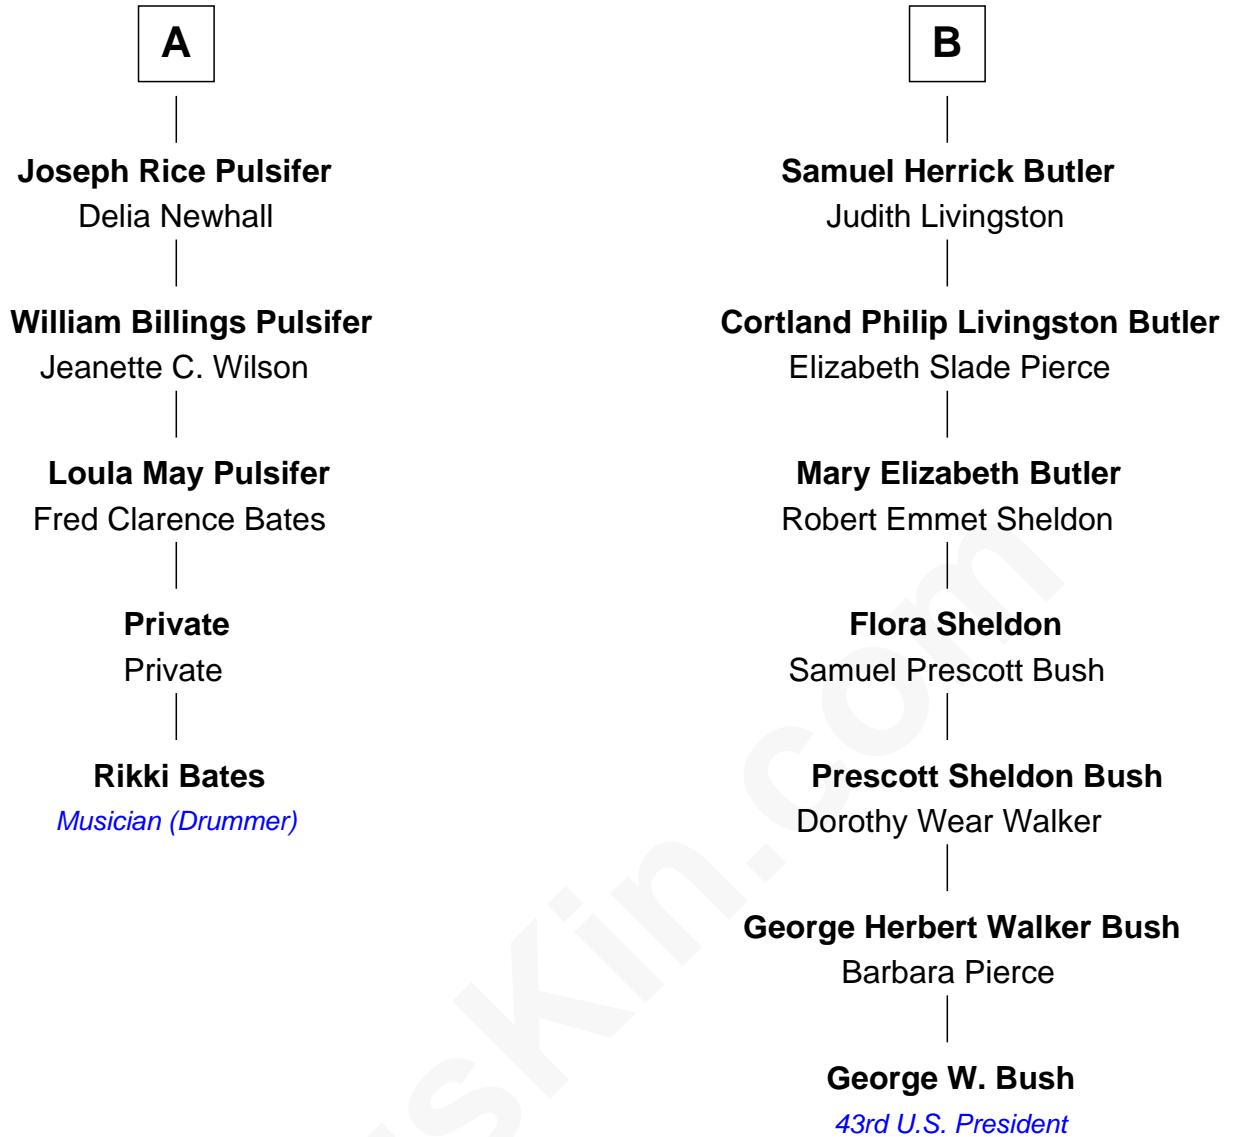 A
Joseph Rice Pulsifer
Delia Newhall
William Billings Pulsifer
Jeanette C. Wilson
Loula May Pulsifer
Fred Clarence Bates
Private
Private
Rikki Bates
Musician (Drummer)
B
Samuel Herrick Butler
Judith Livingston
Cortland Philip Livingston Butler
Elizabeth Slade Pierce
Mary Elizabeth Butler
Robert Emmet Sheldon
Flora Sheldon
Samuel Prescott Bush
Prescott Sheldon Bush
Dorothy Wear Walker
George Herbert Walker Bush
Barbara Pierce
George W. Bush
43rd U.S. President
sKin.com